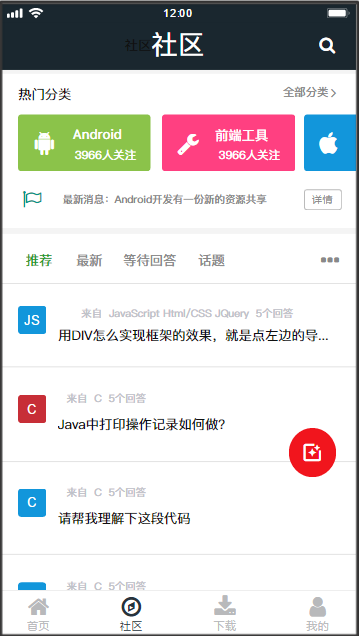 12:00
社区
热门分类
全部分类
Android
3966人关注
前端工具
3966人关注
最新消息：Android开发有一份新的资源共享
详情
推荐 最新 等待回答 话题
JS
来自 JavaScript Html/CSS JQuery 5个回答
用DIV怎么实现框架的效果，就是点左边的导...
C
来自 C 5个回答
Java中打印操作记录如何做?
C
来自 C 5个回答
请帮我理解下这段代码
来自 C 5个回答
首页 社区 下载 我的